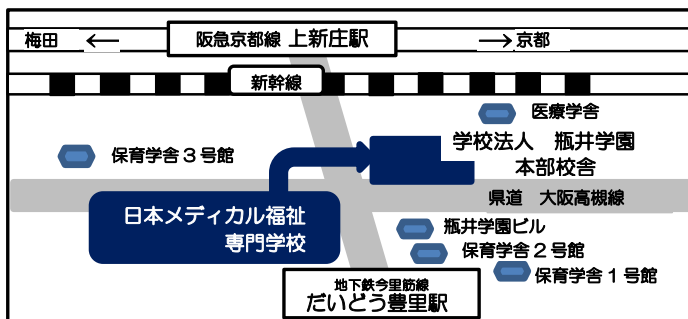 梅田 ← 阪急京都線 上新庄駅 → 京都
新幹線
医療学舎
学校法人 瓶井学園
本部校舎
保育学舎3号館
県道 大阪高槻線
日本メディカル福祉
専門学校
瓶井学園ビル
保育学舎2号館
保育学舎1号館
地下鉄今里筋線
だいどう豊里駅